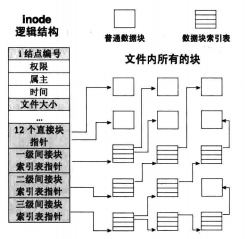 inode
逻辑结构
普通数据块
数据块索引表
文件内所有的块
i结点编号
权限
属主
时间
文件大小
...
12个直接块
指针
一级间接块
索引表指针
二级间接块
索引表指针
三级间接块
索引表指针